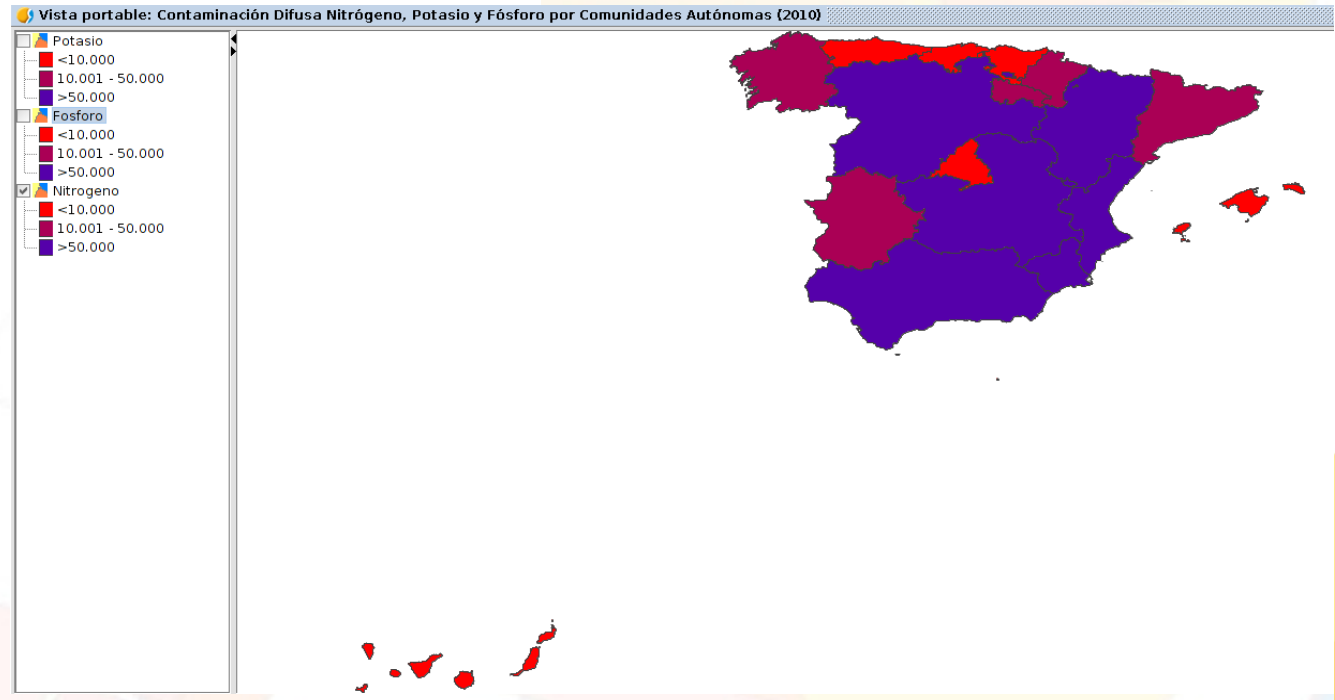 Vista portable: Contaminación Difusa Nitrógeno, Potasio y Fósforo por Comunidades Autónomas {2010}
Potasio
<10.000
10.001 - 50.000
>50.000
Fosforo
<10.000
10.001 - 50.000
>50.000
Nitrogeno
<10.000
10.001 - 50.000
>50.000